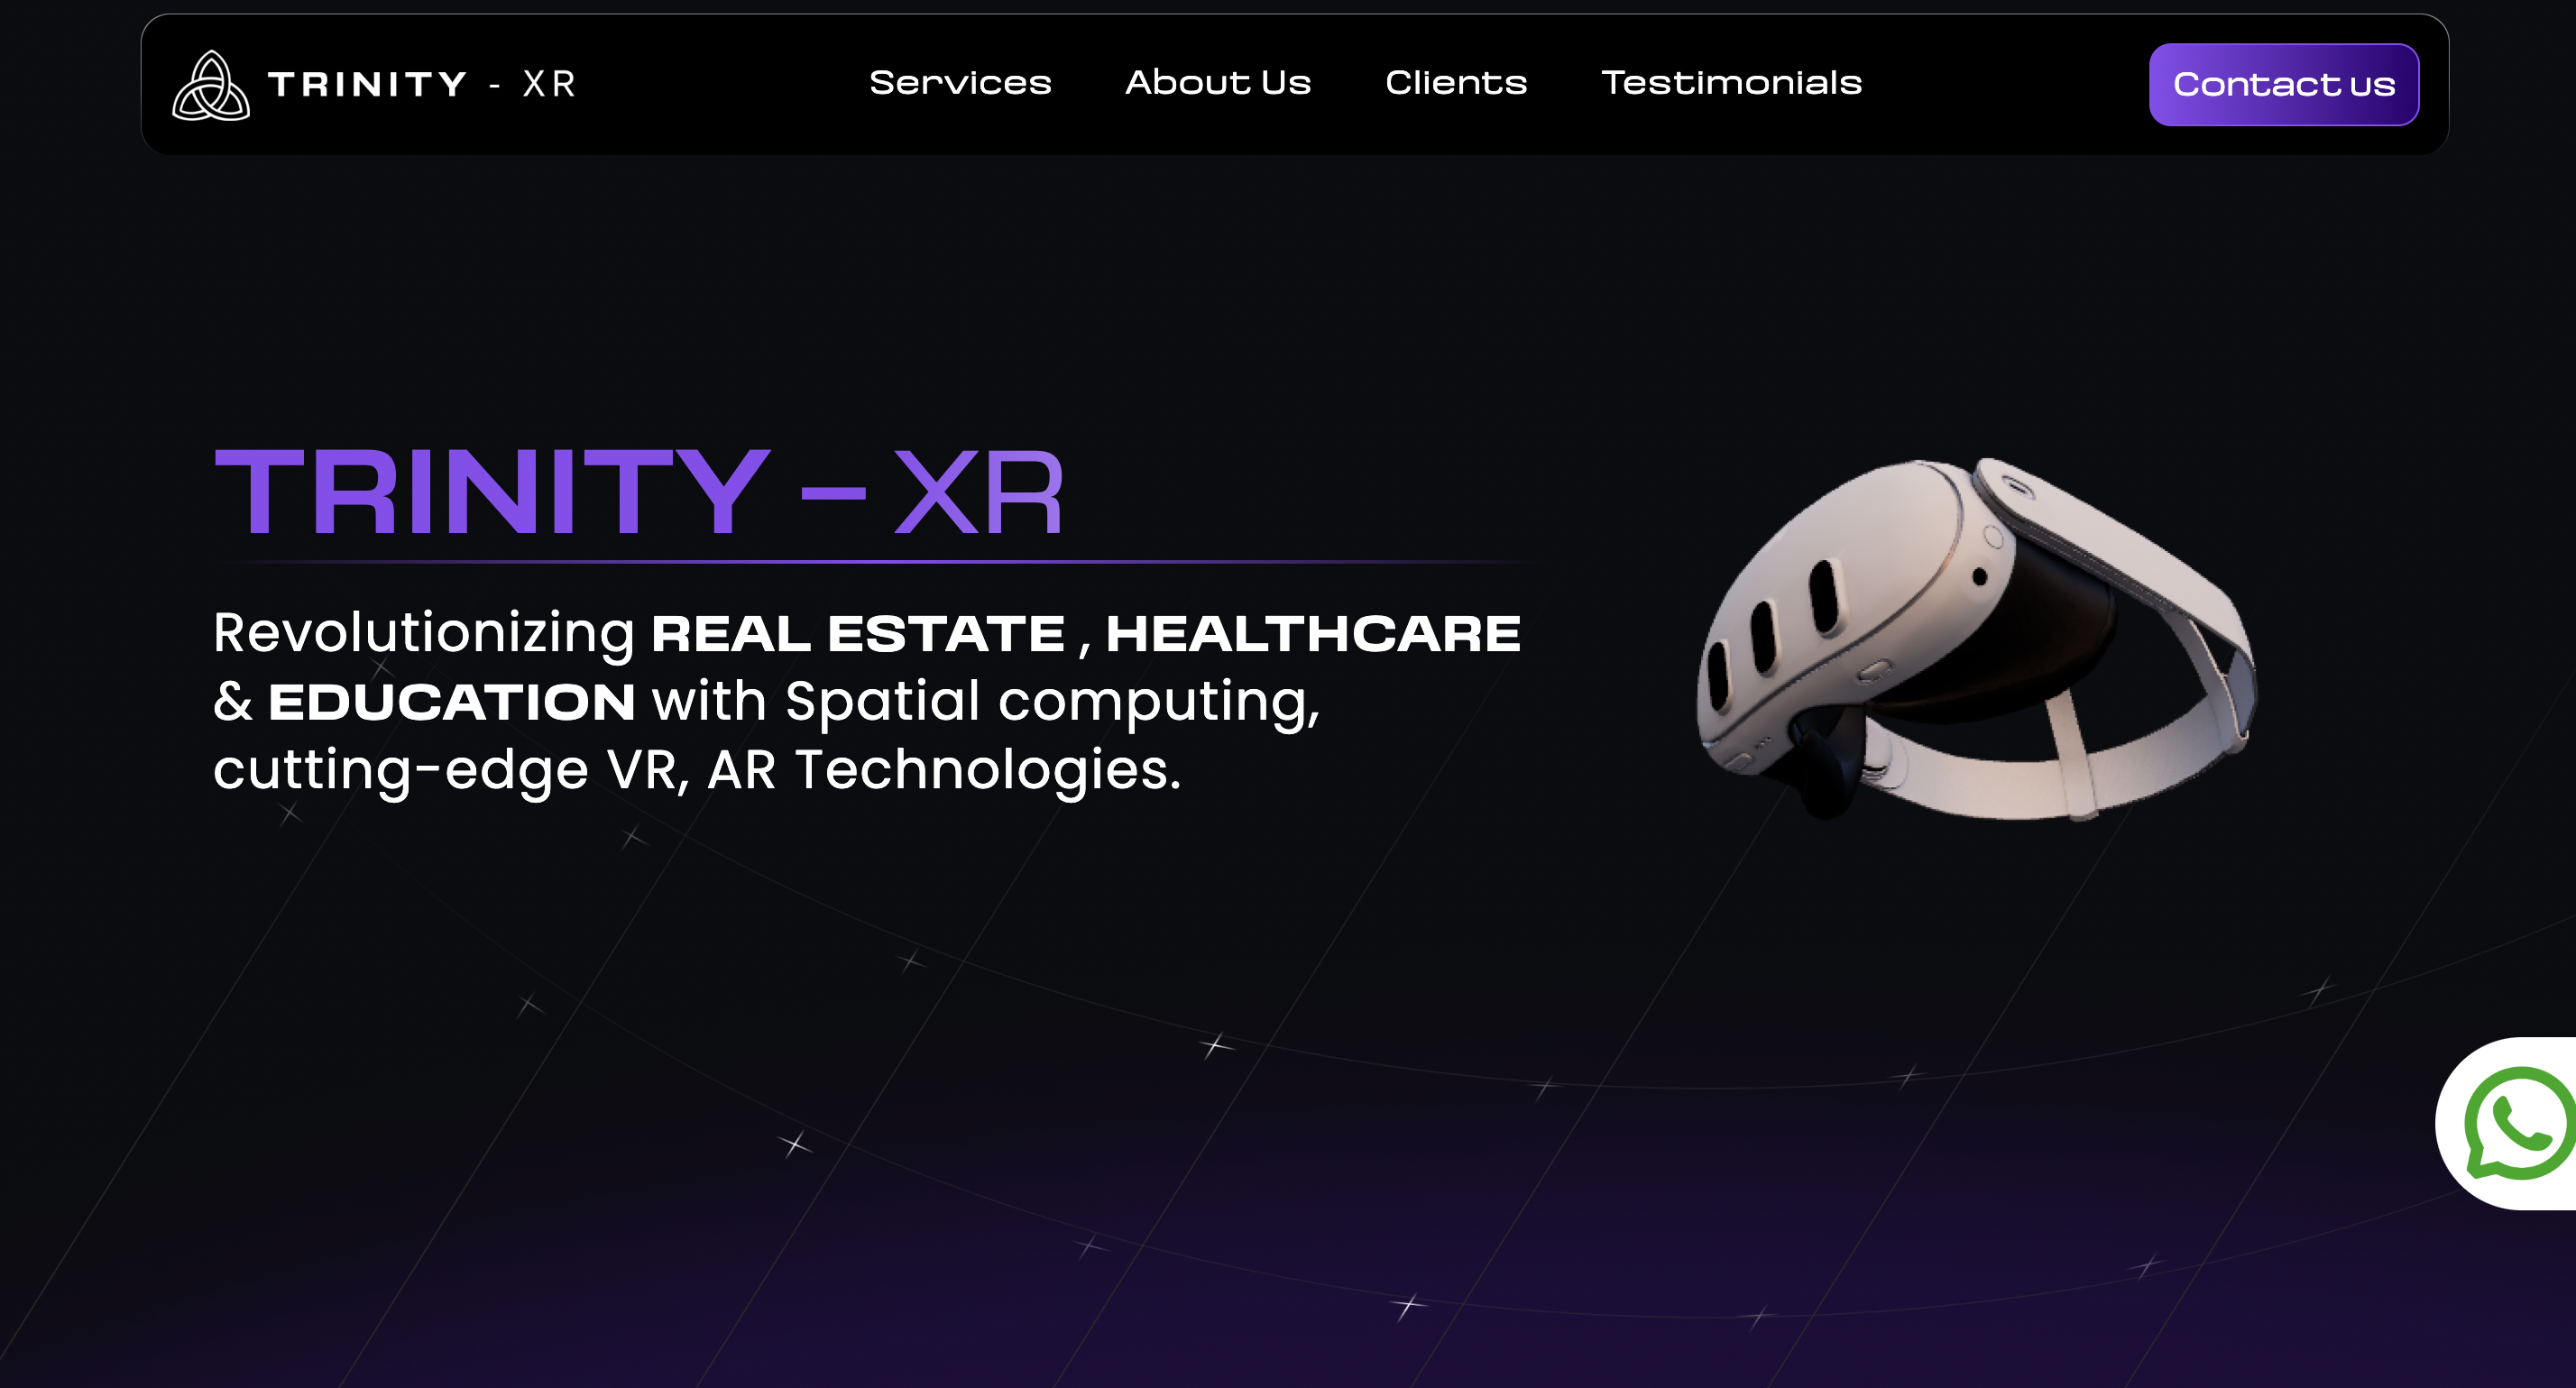 TRINITY - XR
Services
About Us
Clients
Testimonials
Contact us
TRINITY – XR
Revolutionizing REAL ESTATE , HEALTHCARE
& EDUCATION with Spatial computing,
cutting-edge VR, AR Technologies.